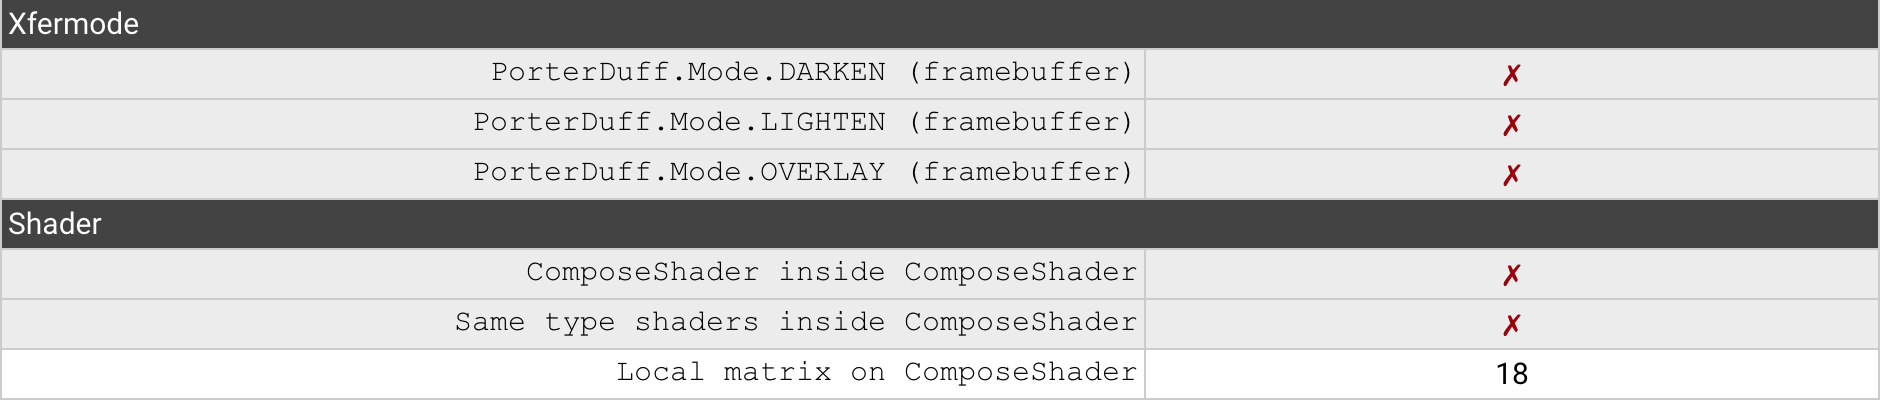 Xfermode
PorterDuff.Mode.DARKEN (framebuffer) ✗
PorterDuff.Mode.LIGHTEN (framebuffer) ✗
PorterDuff.Mode.OVERLAY (framebuffer) ✗
Shader
ComposeShader inside ComposeShader ✗
Same type shaders inside ComposeShader ✗
Local matrix on ComposeShader 18